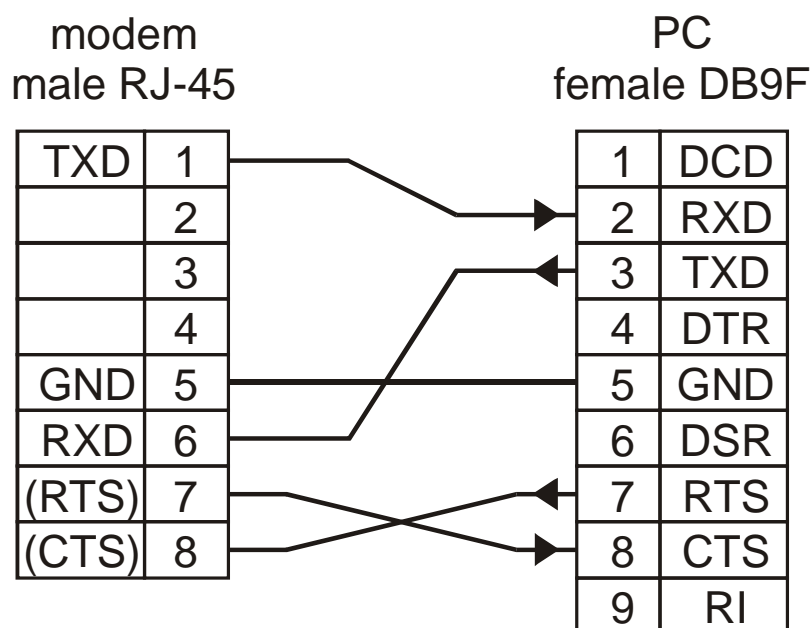 modem
male RJ-45
PC
female DB9F
TXD 1
2
3
4
GND 5
RXD 6
(RTS) 7
(CTS) 8
1 DCD
2 RXD
3 TXD
4 DTR
5 GND
6 DSR
7 RTS
8 CTS
9 RI